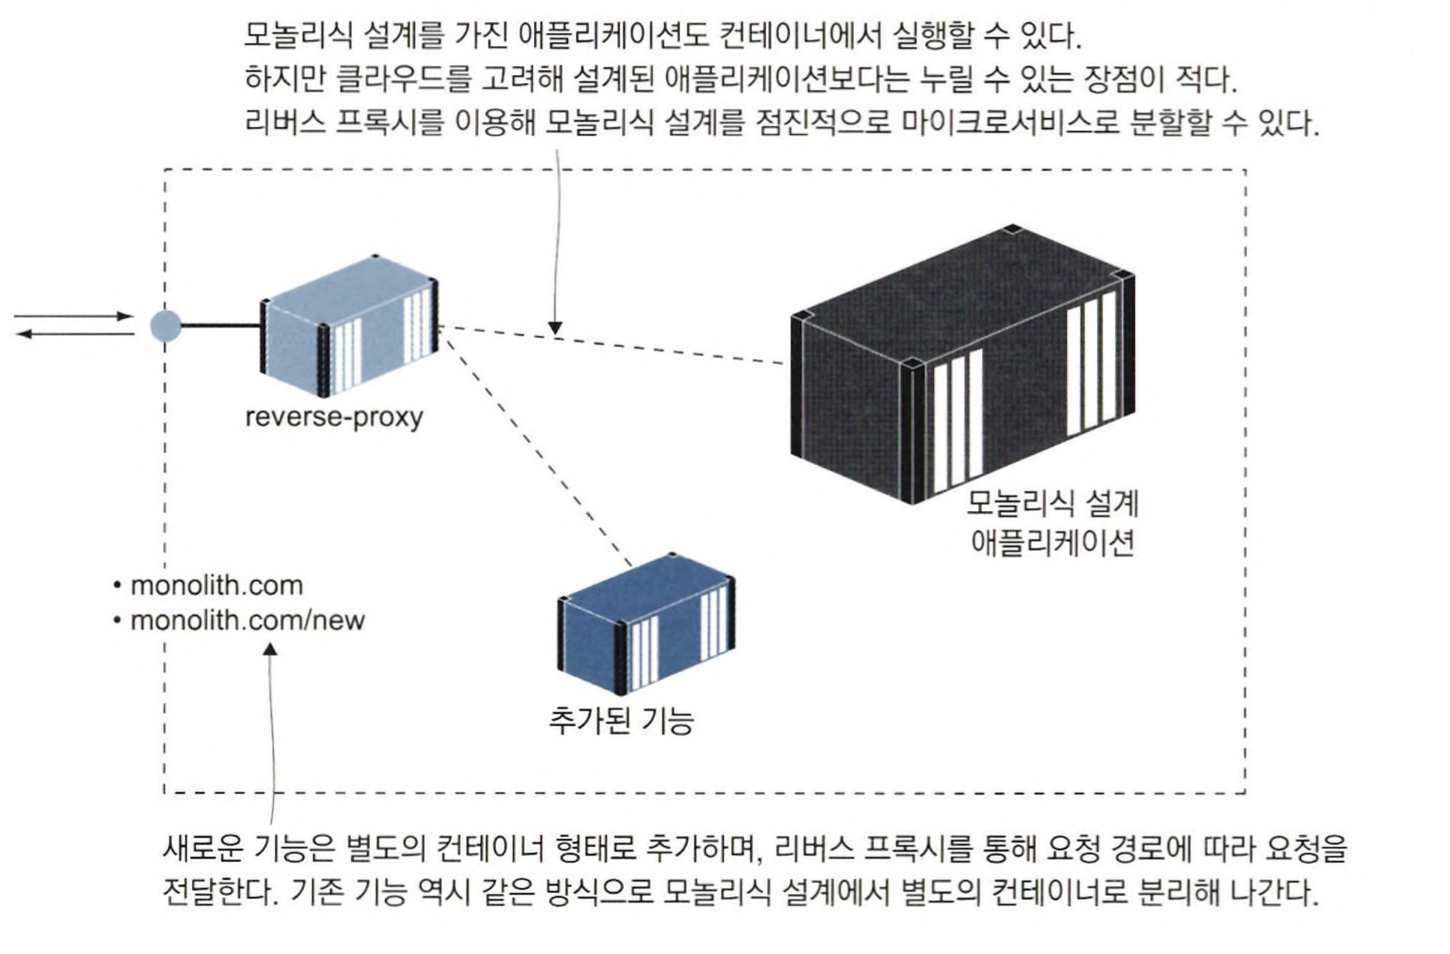 모놀리식 설계를 가진 애플리케이션도 컨테이너에서 실행할 수 있다.
하지만 클라우드를 고려해 설계된 애플리케이션보다는 누릴 수 있는 장점이 적다.
리버스 프록시를 이용해 모놀리식 설계를 점진적으로 마이크로서비스로 분할할 수 있다.
reverse-proxy
모놀리식 설계
애플리케이션
• monolith.com
• monolith.com/new
추가된 기능
새로운 기능은 별도의 컨테이너 형태로 추가하며, 리버스 프록시를 통해 요청 경로에 따라 요청을
전달한다. 기존 기능 역시 같은 방식으로 모놀리식 설계에서 별도의 컨테이너로 분리해 나간다.